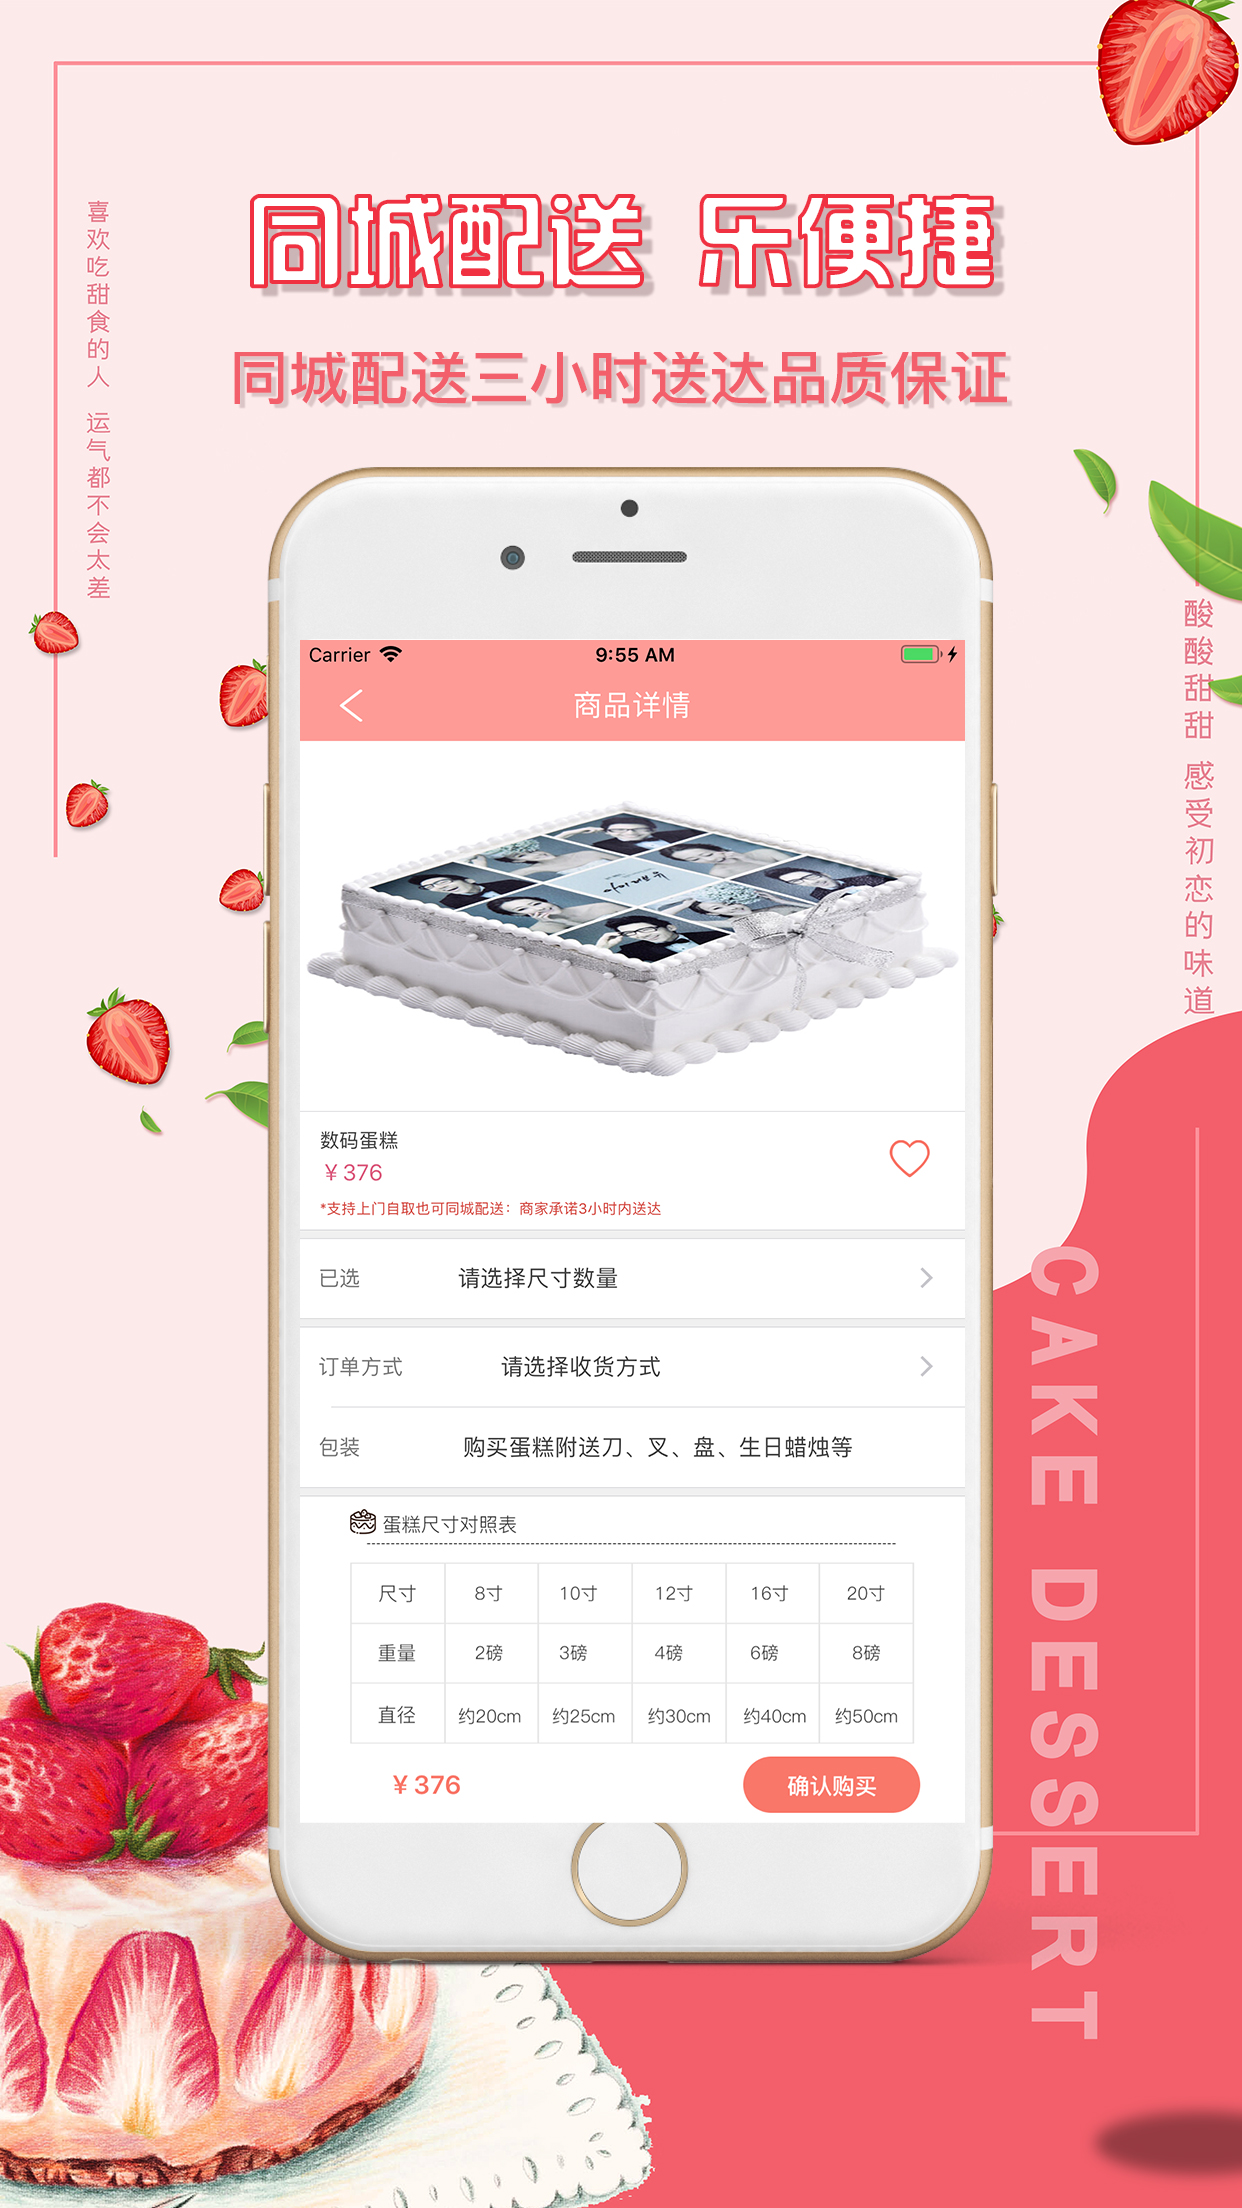 同城配送 乐便捷
同城配送三小时送达品质保证
喜欢吃甜食的人 运气都不会太差
酸酸甜甜 感受初恋的味道
Carrier 9:55 AM
商品详情
数码蛋糕
¥376
*支持上门自取也可同城配送：商家承诺3小时内送达
已选 请选择尺寸数量
订单方式 请选择收货方式
包装 购买蛋糕附送刀、叉、盘、生日蜡烛等
蛋糕尺寸对照表
尺寸 8寸 10寸 12寸 16寸 20寸
重量 2磅 3磅 4磅 6磅 8磅
直径 约20cm 约25cm 约30cm 约40cm 约50cm
¥376 确认购买
CAKE DESSERT